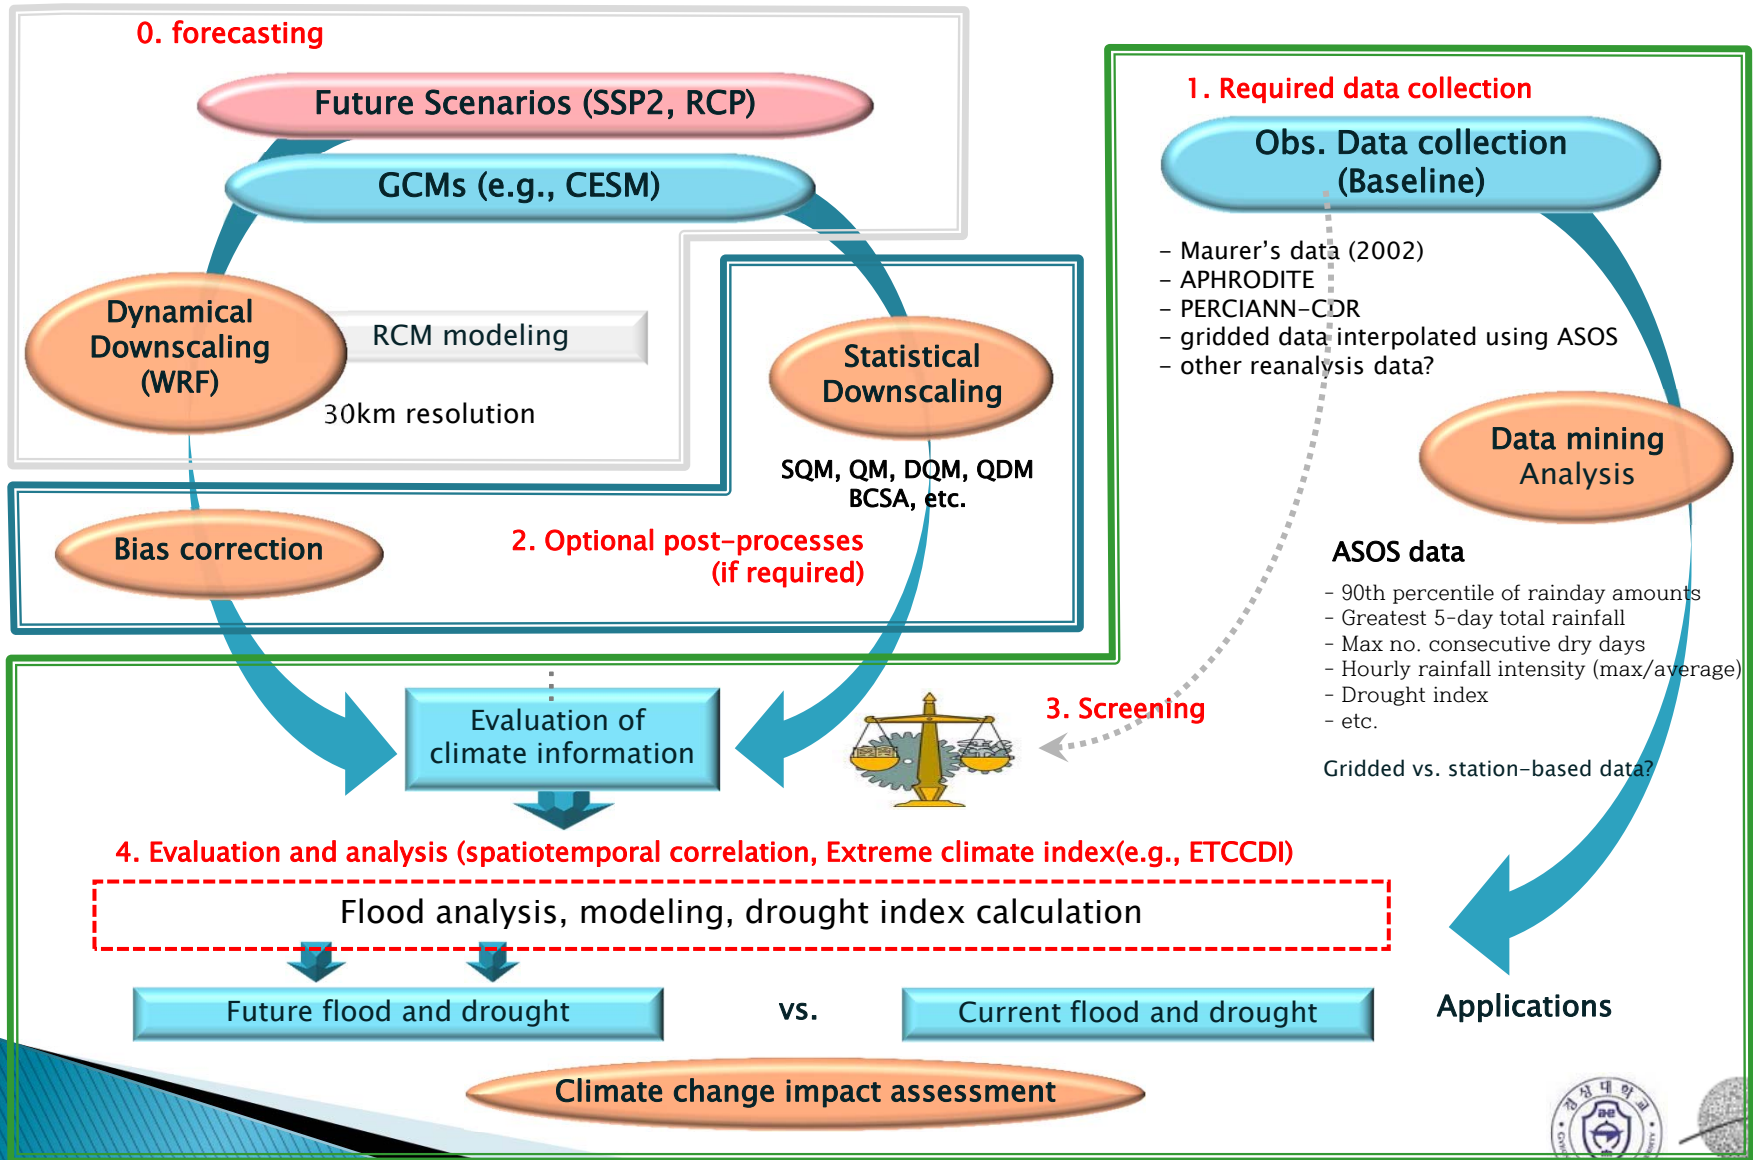 0. forecasting
Future Scenarios (SSP2, RCP)
GCMs (e.g., CESM)
Dynamical
Downscaling
(WRF)
RCM modeling
30km resolution
Statistical
Downscaling
SQM, QM, DQM, QDM
BCSA, etc.
Bias correction
2. Optional post-processes
(if required)
1. Required data collection
Obs. Data collection
(Baseline)
- Maurer's data (2002)
- APHRODITE
- PERCIANN-CDR
- gridded data interpolated using ASOS
- other reanalysis data?
Data mining
Analysis
ASOS data
- 90th percentile of rainday amounts
- Greatest 5-day total rainfall
- Max no. consecutive dry days
- Hourly rainfall intensity (max/average)
- Drought index
- etc.
Gridded vs. station-based data?
Evaluation of
climate information
3. Screening
4. Evaluation and analysis (spatiotemporal correlation, Extreme climate index(e.g., ETCCDI)
Flood analysis, modeling, drought index calculation
Future flood and drought
vs.
Current flood and drought
Applications
Climate change impact assessment
경상대학교